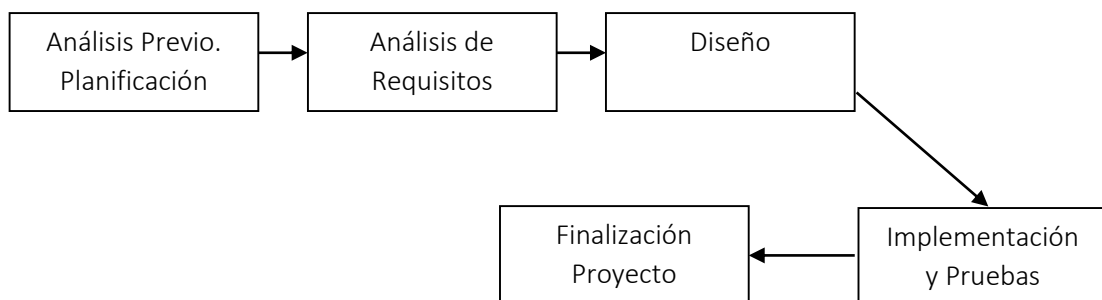 Análisis Previo.
Planificación
Análisis de
Requisitos
Diseño
Finalización
Proyecto
Implementación
y Pruebas